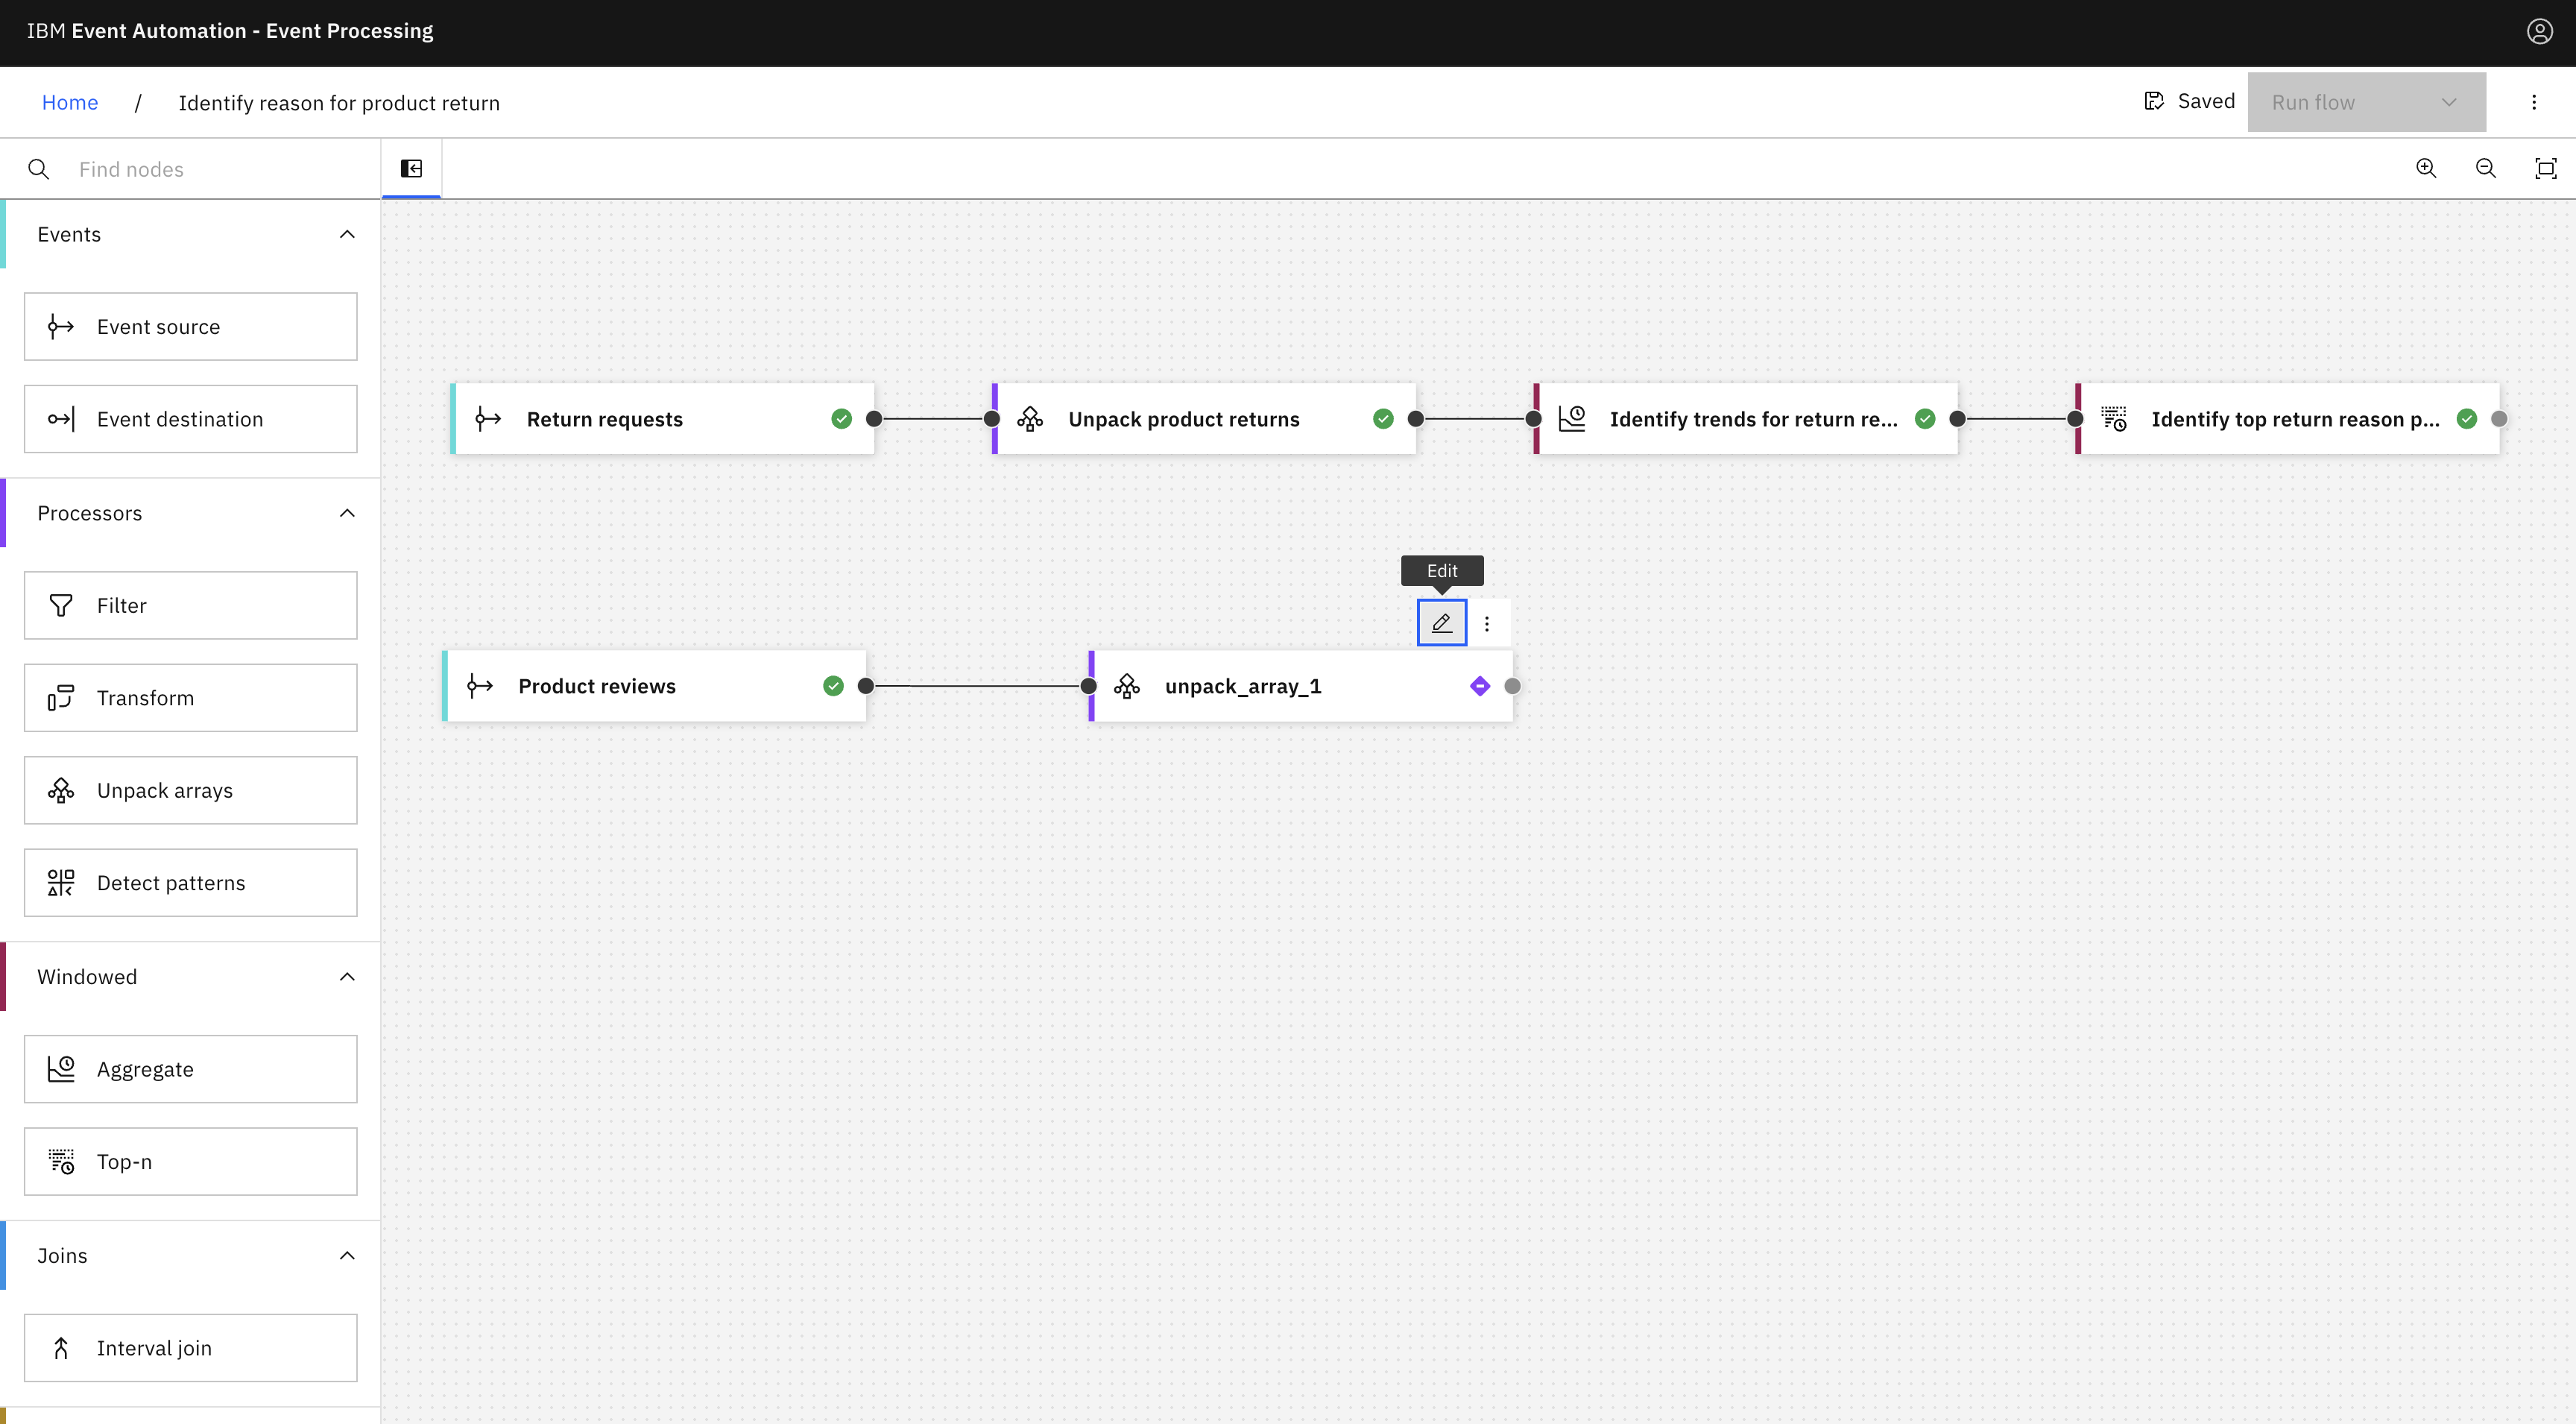 IBM Event Automation - Event Processing
Home / Identify reason for product return
Saved
Run flow
Find nodes
Events
Event source
Event destination
Processors
Filter
Transform
Unpack arrays
Detect patterns
Windowed
Aggregate
Top-n
Joins
Interval join
Return requests
Unpack product returns
Identify trends for return re...
Identify top return reason p...
Edit
Product reviews
unpack_array_1